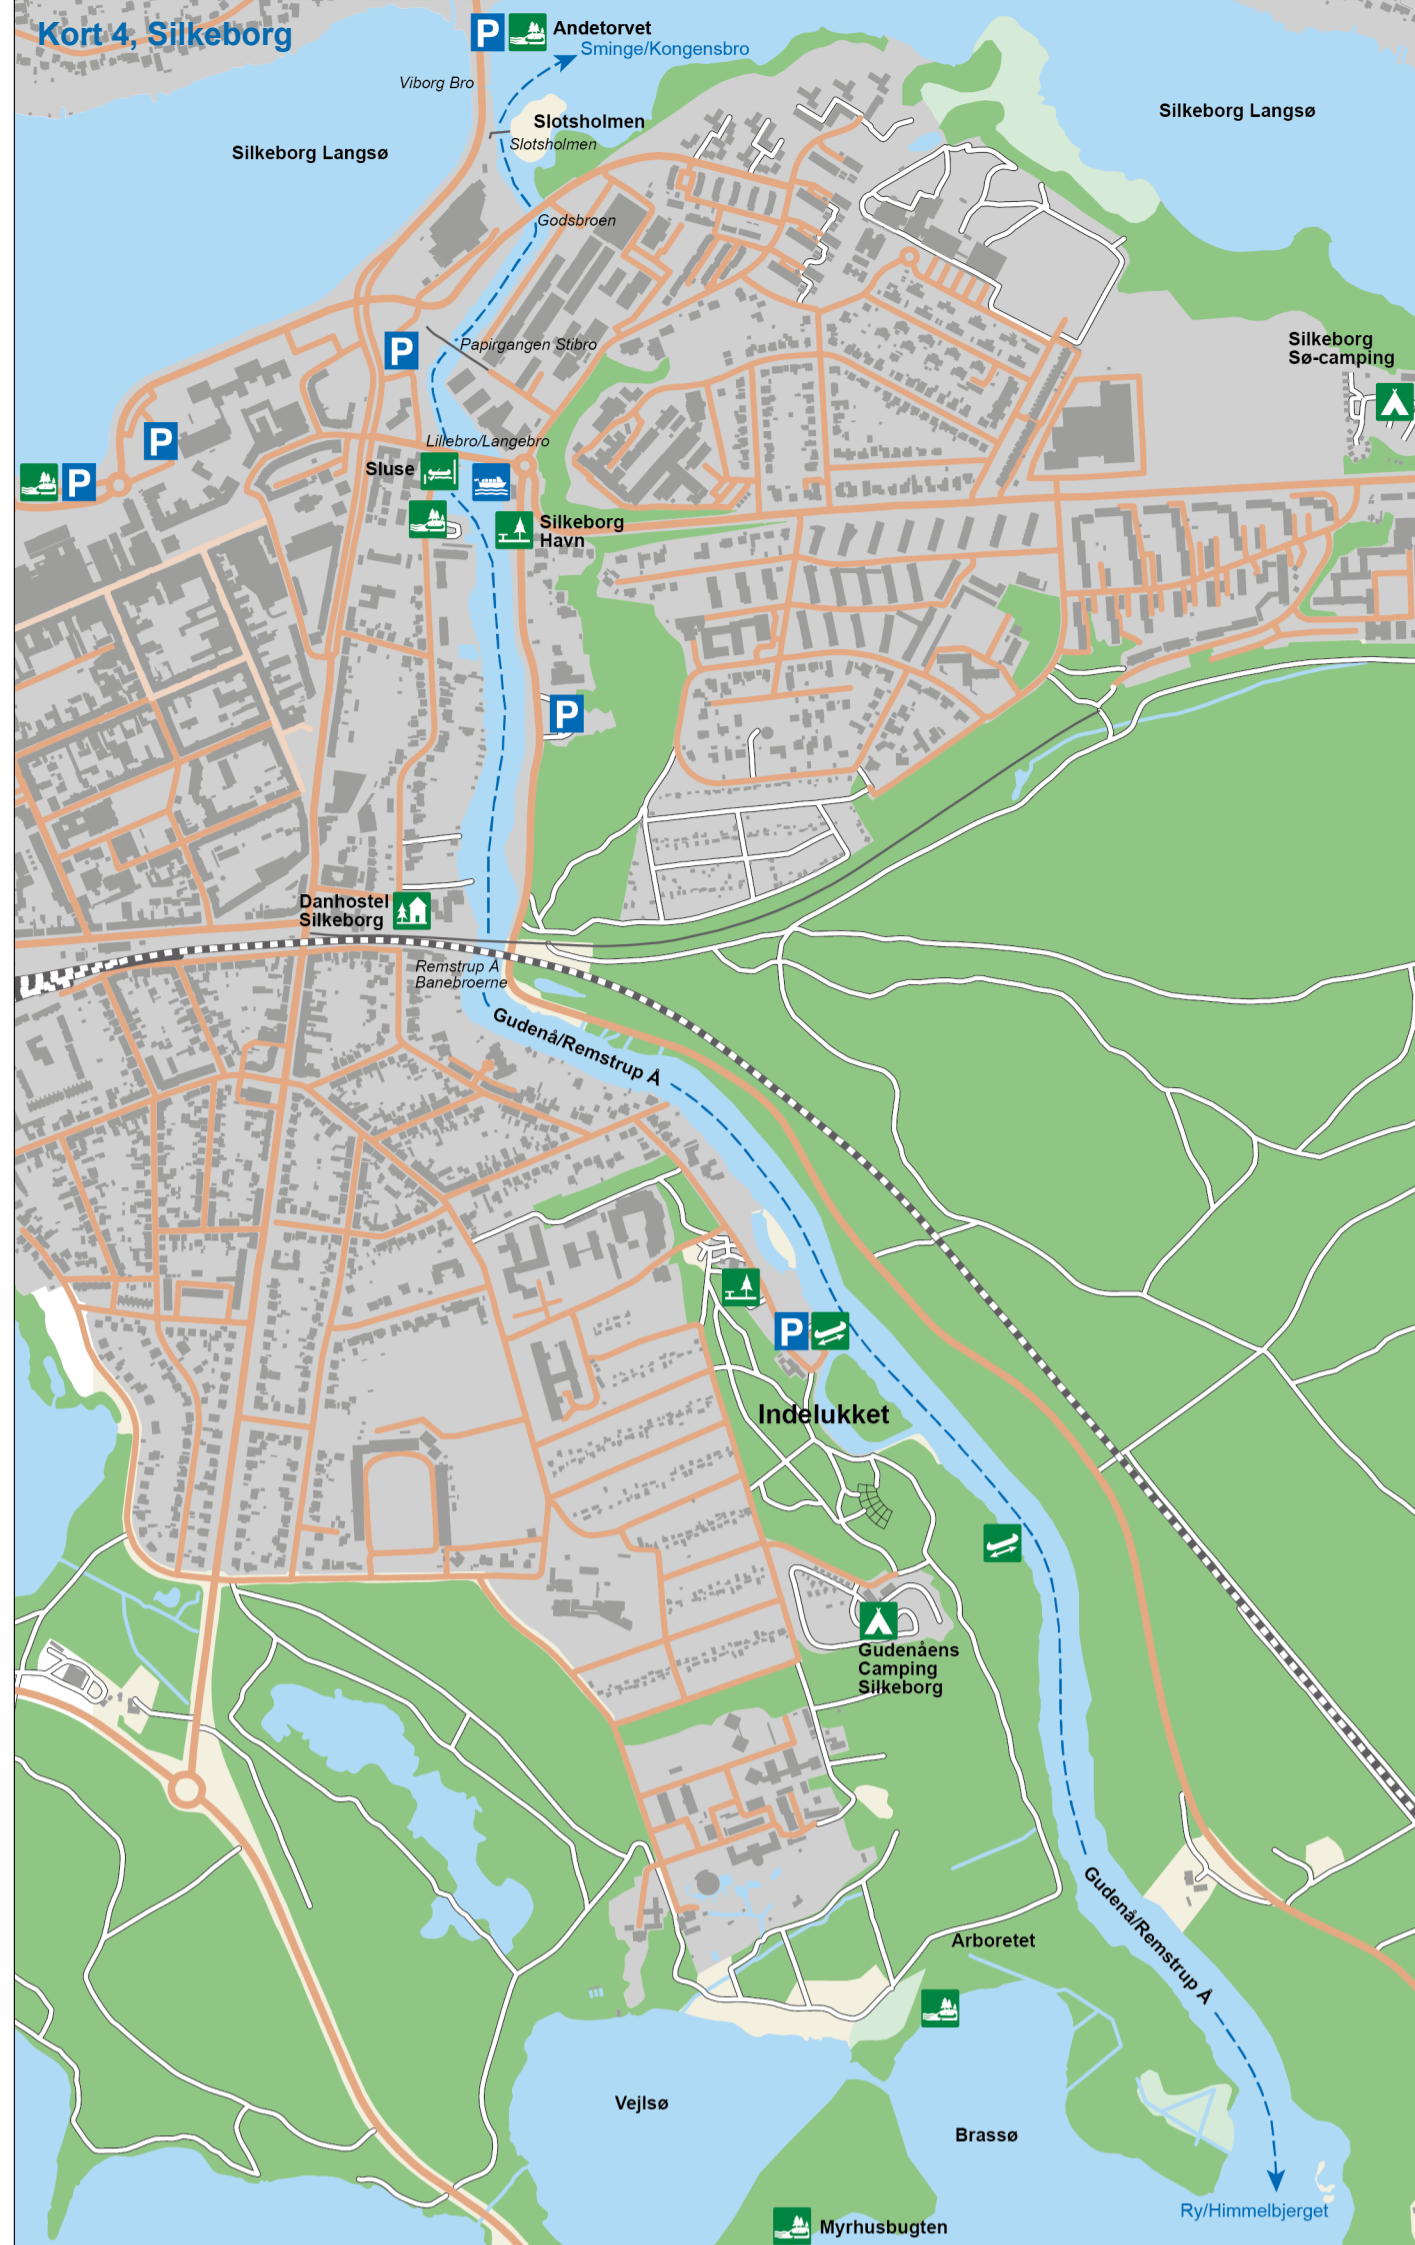 Kort 4, Silkeborg
P
Andetorvet
Sminge/Kongensbro
Viborg Bro
Slotsholmen
Slotsholmen
Silkeborg Langsø
Silkeborg Langsø
Godsbroen
Papirgangen Stibro
P
Silkeborg
Sø-camping
P
Lillebro/Langebro
Sluse
P
Silkeborg
Havn
P
Danhostel
Silkeborg
Remstrup Å
Banebroerne
Gudenå/Remstrup Å
P
Indelukket
Gudenåens
Camping
Silkeborg
Gudenå/Remstrup Å
Arboretet
Vejlsø
Brassø
Ry/Himmelbjerget
Myrhusbugten